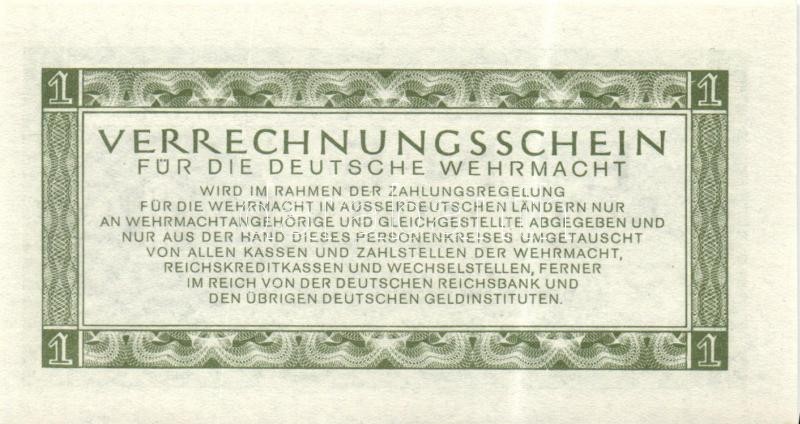 1 1
VERRECHNUNGSSCHEIN
FÜR DIE DEUTSCHE WEHRMACHT
WIRD IM RAHMEN DER ZAHLUNGSREGELUNG
FÜR DIE WEHRMACHT IN AUSSERDEUTSCHEN LÄNDERN NUR
AN WEHRMACHTANGEHÖRIGE UND GLEICHGESTELLTE ABGEGEBEN UND
NUR AUS DER HAND DIESES PERSONENKREISES UMGETAUSCHT
VON ALLEN KASSEN UND ZAHLSTELLEN DER WEHRMACHT,
REICHSKREDITKASSEN UND WECHSELSTELLEN, FERNER
IM REICH VON DER DEUTSCHEN REICHSBANK UND
DEN ÜBRIGEN DEUTSCHEN GELDINSTITUTEN.
1 1